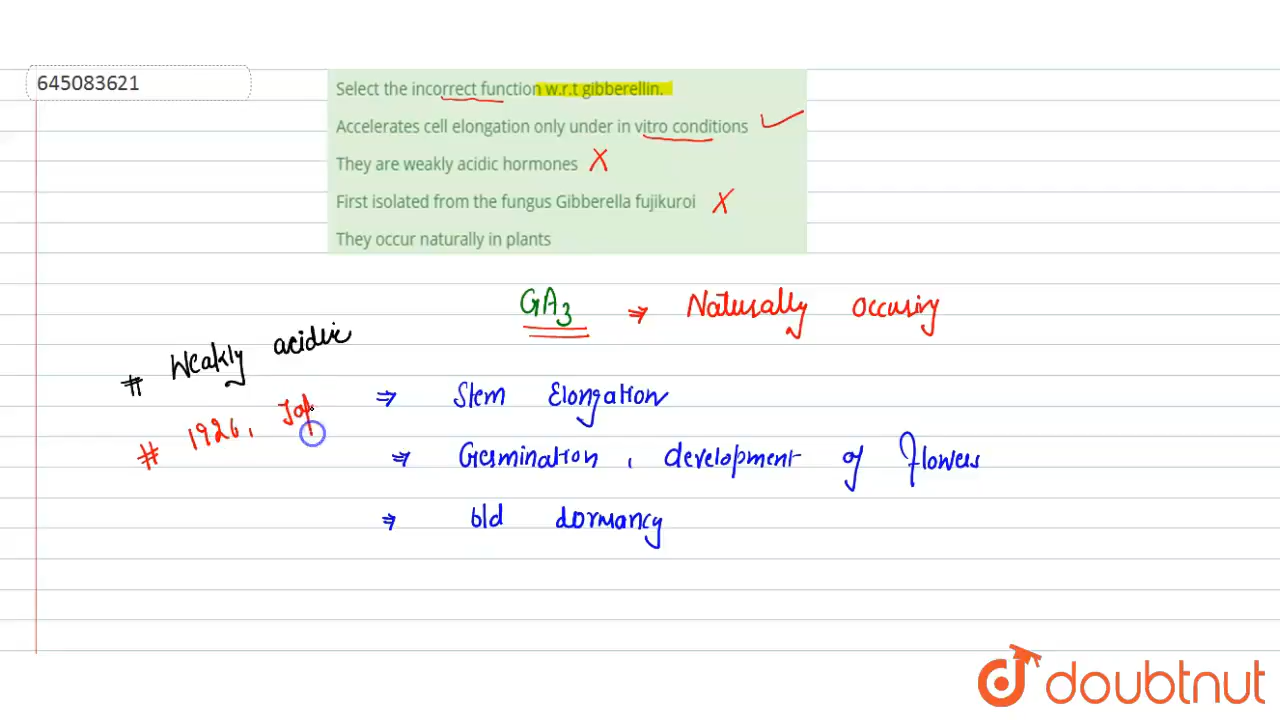 645083621
Select the incorrect function w.r.t gibberellin.
Accelerates cell elongation only under in vitro conditions
They are weakly acidic hormones X
First isolated from the fungus Gibberella fujikuroi X
They occur naturally in plants
GA3 ⇒ Naturally occuring
# Weakly acidic
⇒ Stem Elongation
# 1926, Jap
⇒ Germination, development of flowers
⇒ dormancy
doubtnut